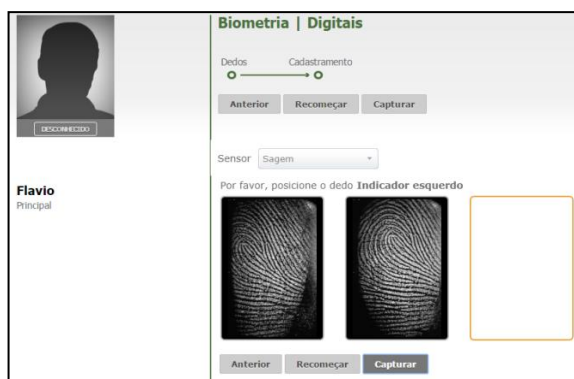 Biometria | Digitais
Dedos Cadastramento
Anterior Recomeçar Capturar
DESCONHECIDO
Sensor Sagem
Flavio
Principal
Por favor, posicione o dedo Indicador esquerdo
Anterior Recomeçar Capturar